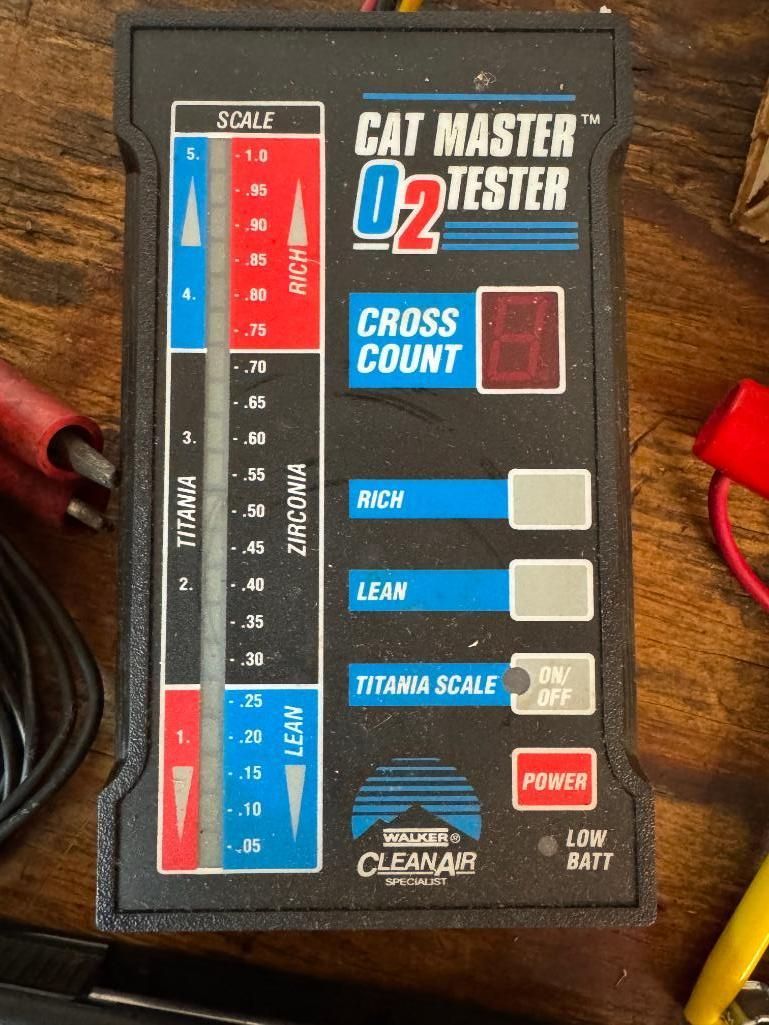 SCALE
5.
4.
3.
2.
1.
TITANIA
- 1.0
- .95
- .90
- .85
- .80
- .75
- .70
- .65
- .60
- .55
- .50
- .45
- .40
- .35
- .30
- .25
- .20
- .15
- .10
- .05
RICH
ZIRCONIA
LEAN
CAT MASTER™
O2 TESTER
CROSS
COUNT
8
RICH
LEAN
TITANIA SCALE
ON/
OFF
POWER
LOW
BATT
WALKER®
CLEANAIR
SPECIALIST